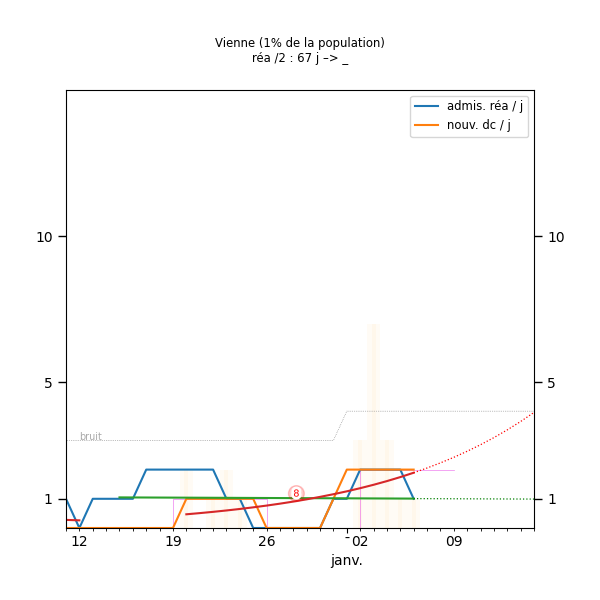 Vienne (1% de la population)
réa /2 : 67 j –> _
admis. réa / j
nouv. dc / j
10
10
5
5
bruit
8
1
1
12
19
26
02
09
janv.